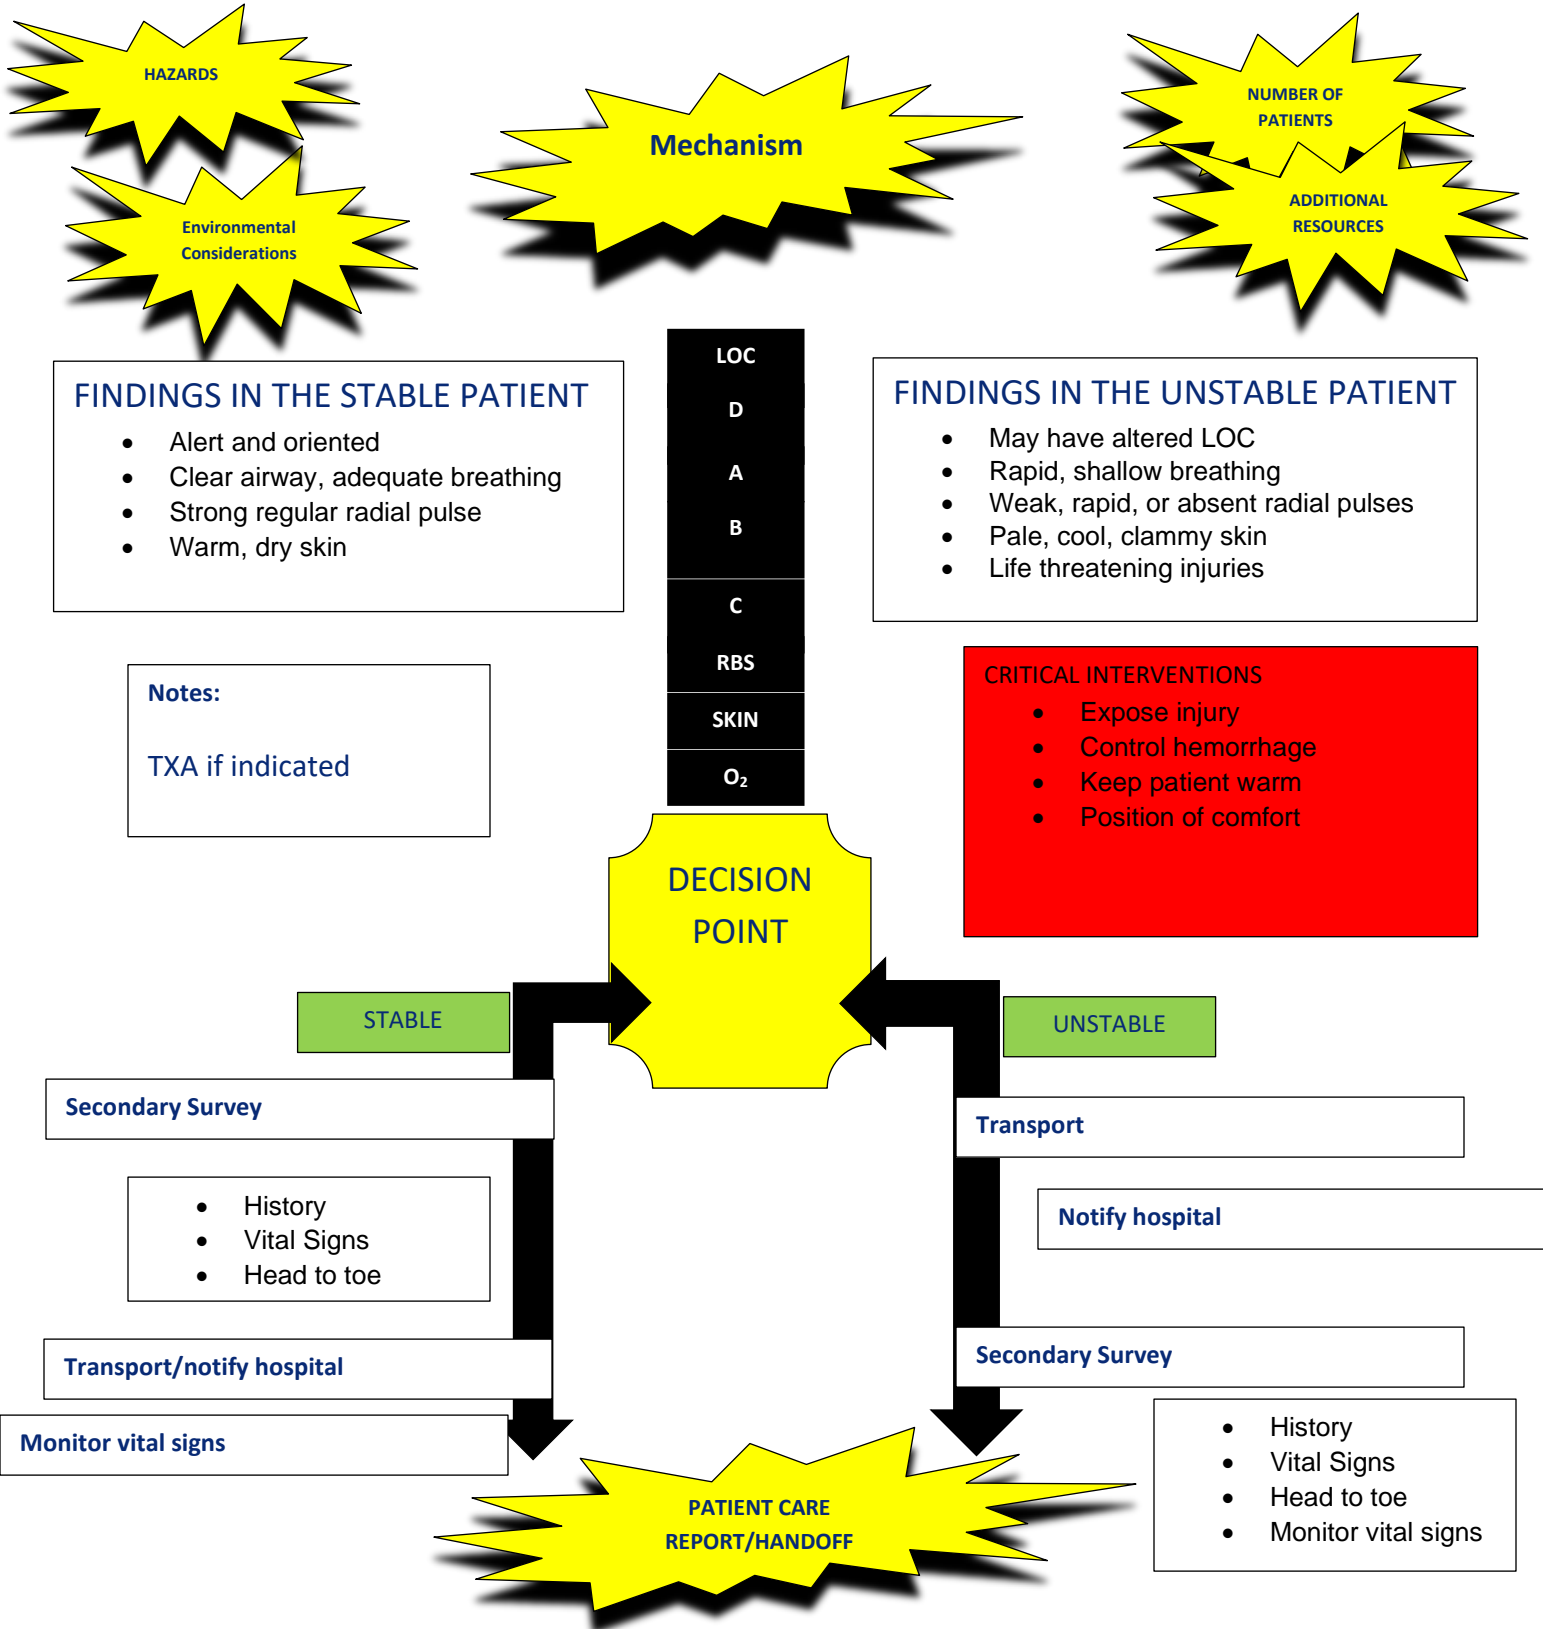 HAZARDS
Environmental
Considerations
Mechanism
NUMBER OF
PATIENTS
ADDITIONAL
RESOURCES
FINDINGS IN THE STABLE PATIENT
• Alert and oriented
• Clear airway, adequate breathing
• Strong regular radial pulse
• Warm, dry skin
LOC
D
A
B
C
RBS
SKIN
O₂
FINDINGS IN THE UNSTABLE PATIENT
• May have altered LOC
• Rapid, shallow breathing
• Weak, rapid, or absent radial pulses
• Pale, cool, clammy skin
• Life threatening injuries
Notes:
TXA if indicated
CRITICAL INTERVENTIONS
• Expose injury
• Control hemorrhage
• Keep patient warm
• Position of comfort
DECISION
POINT
STABLE
Secondary Survey
• History
• Vital Signs
• Head to toe
Transport/notify hospital
Monitor vital signs
UNSTABLE
Transport
Notify hospital
Secondary Survey
• History
• Vital Signs
• Head to toe
• Monitor vital signs
PATIENT CARE
REPORT/HANDOFF